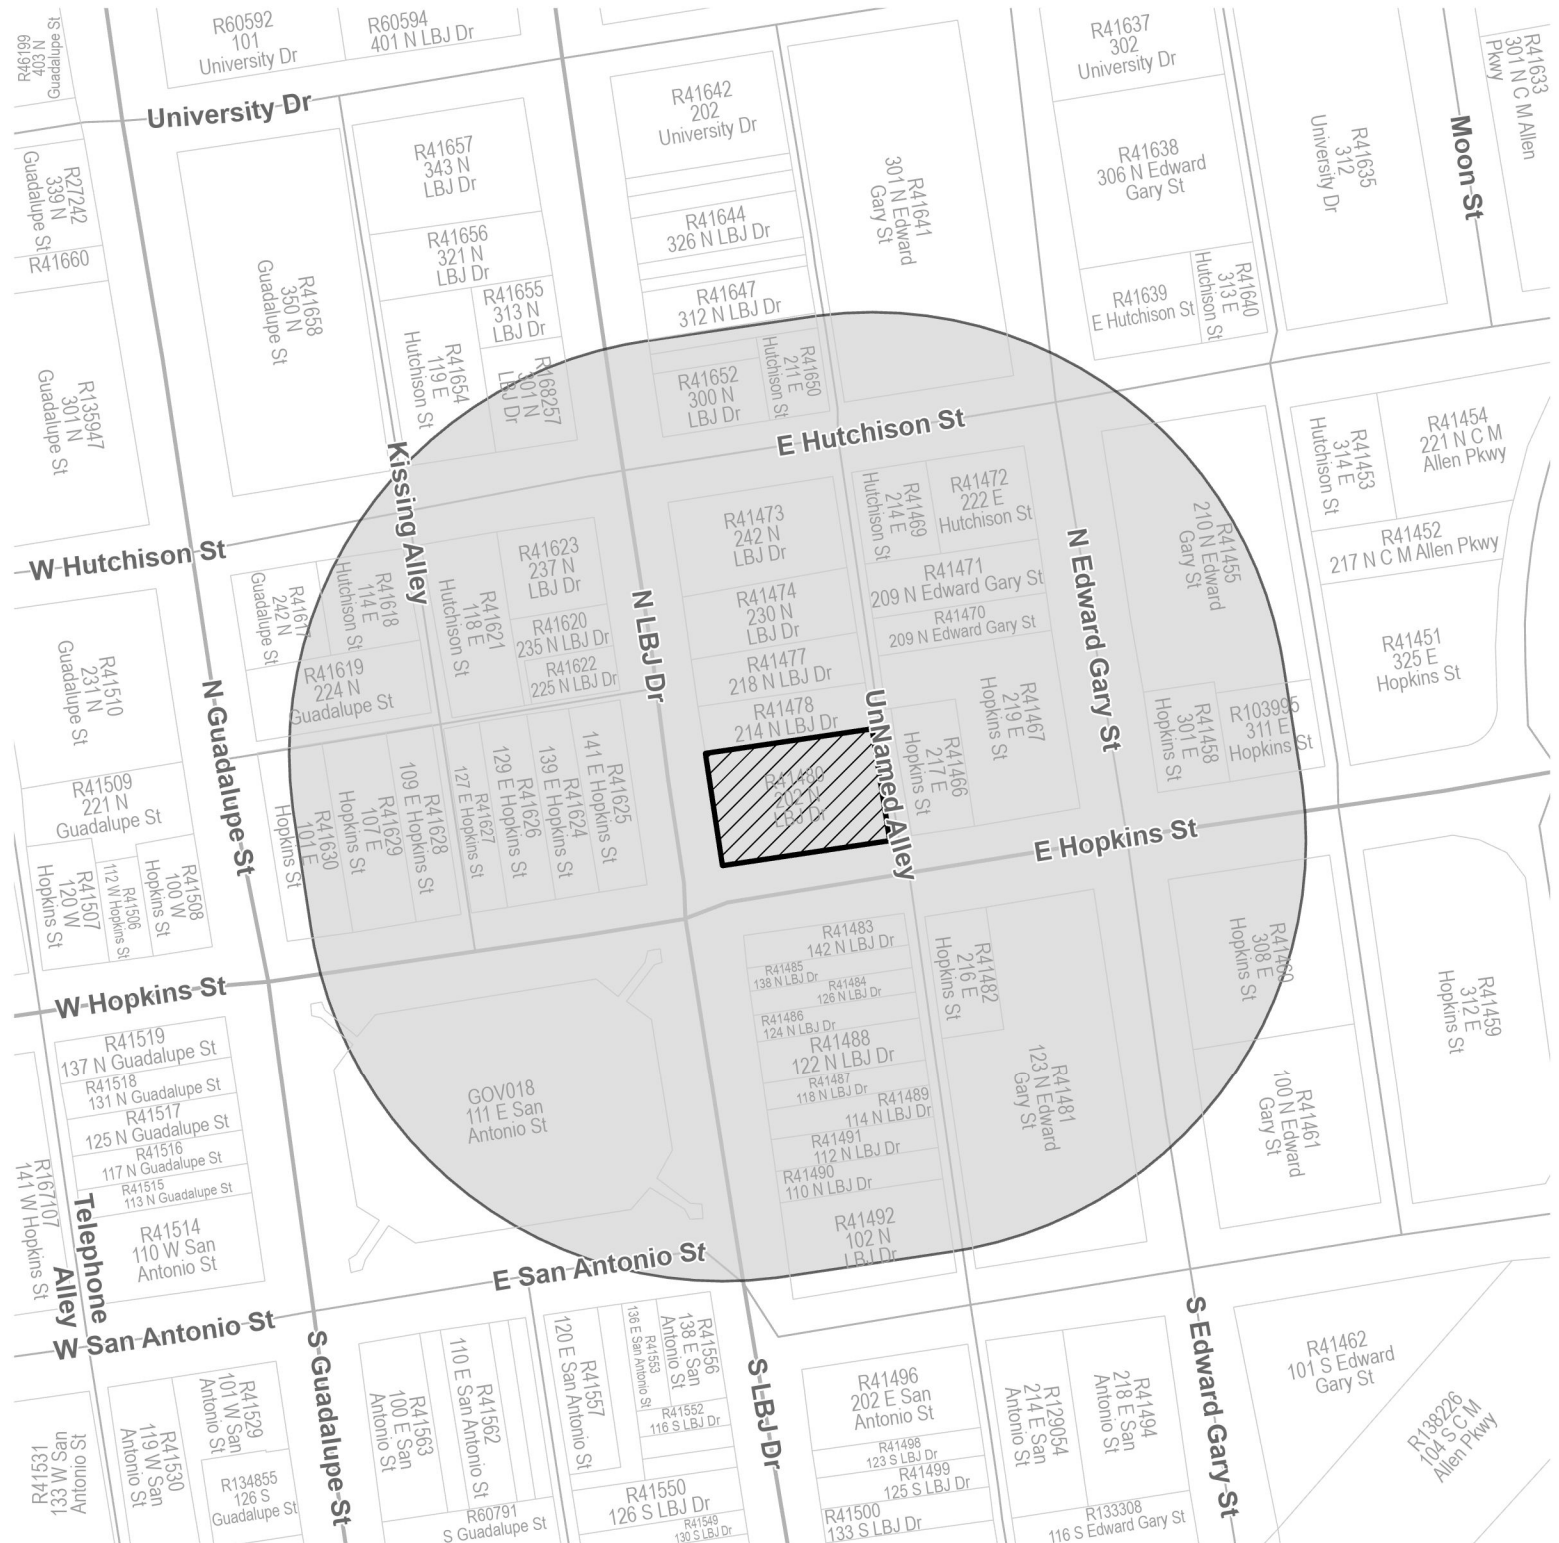 R46199
403 N
Guadalupe St
R60592
101
University Dr
R60594
401 N LBJ Dr
R41637
302
University Dr
R41633
301 N C M Allen
Pkwy
University Dr
R41642
202
University Dr
R41657
343 N
LBJ Dr
R41638
306 N Edward
Gary St
R41635
312
University Dr
Moon St
R27242
339 N
Guadalupe St
R41660
R41656
321 N
LBJ Dr
R41644
326 N LBJ Dr
R41641
301 N Edward
Gary St
R41658
350 N
Guadalupe St
R41655
313 N
LBJ Dr
R41647
312 N LBJ Dr
R41639
E Hutchison St
R41640
313 E
Hutchison St
R41654
119 E
Hutchison St
R168257
301 N
LBJ Dr
R41652
300 N
LBJ Dr
R41650
211 E
Hutchison St
R135947
301 N
Guadalupe St
E Hutchison St
R41453
314 E
Hutchison St
R41454
221 N C M
Allen Pkwy
Kissing Alley
R41473
242 N
LBJ Dr
R41469
214 E
Hutchison St
R41472
222 E
Hutchison St
R41455
210 N Edward
Gary St
R41452
217 N C M Allen Pkwy
W Hutchison St
R41623
237 N
LBJ Dr
N Edward Gary St
R41617
242 N
Guadalupe St
R41618
114 E
Hutchison St
R41621
118 E
Hutchison St
N LBJ Dr
R41474
230 N
LBJ Dr
R41471
209 N Edward Gary St
R41470
209 N Edward Gary St
R41451
325 E
Hopkins St
R41620
235 N LBJ Dr
R41622
225 N LBJ Dr
R41510
231 N
Guadalupe St
R41619
224 N
Guadalupe St
R41477
218 N LBJ Dr
R41478
214 N LBJ Dr
UnNamed Alley
R41467
219 E
Hopkins St
R41458
301 E
Hopkins St
R103995
311 E
Hopkins St
N Guadalupe St
R41509
221 N
Guadalupe St
R41630
101 E
Hopkins St
R41629
107 E
Hopkins St
R41628
109 E Hopkins St
R41627
127 E Hopkins St
R41626
129 E Hopkins St
R41624
139 E Hopkins St
R41625
141 E Hopkins St
R41480
202 N
LBJ Dr
R41466
217 E
Hopkins St
E Hopkins St
R41507
120 W
Hopkins St
R41506
112 W Hopkins St
R41508
100 W
Hopkins St
R41483
142 N LBJ Dr
R41485
138 N LBJ Dr
R41484
126 N LBJ Dr
R41486
124 N LBJ Dr
R41482
216 E
Hopkins St
R41460
308 E
Hopkins St
R41459
312 E
Hopkins St
W Hopkins St
R41519
137 N Guadalupe St
R41518
131 N Guadalupe St
R41517
125 N Guadalupe St
R41516
117 N Guadalupe St
R41515
113 N Guadalupe St
R41514
110 W San
Antonio St
GOV018
111 E San
Antonio St
R41488
122 N LBJ Dr
R41487
118 N LBJ Dr
R41489
114 N LBJ Dr
R41491
112 N LBJ Dr
R41490
110 N LBJ Dr
R41492
102 N
LBJ Dr
R41481
123 N Edward
Gary St
R41461
100 N Edward
Gary St
R167107
141 W Hopkins St
Telephone
Alley
E San Antonio St
W San Antonio St
S Guadalupe St
S LBJ Dr
S Edward Gary St
R41531
133 W San
Antonio St
R41530
119 W San
Antonio St
R41529
101 W San
Antonio St
R134855
126 S
Guadalupe St
R41563
100 E San
Antonio St
R41562
110 E San Antonio St
R60791
S Guadalupe St
R41557
120 E San Antonio St
R41553
136 E San Antonio St
R41556
138 E San
Antonio St
R41552
116 S LBJ Dr
R41550
126 S LBJ Dr
R41549
130 S LBJ Dr
R41496
202 E San
Antonio St
R41498
123 S LBJ Dr
R41499
125 S LBJ Dr
R41500
133 S LBJ Dr
R129054
214 E San
Antonio St
R41494
218 E San
Antonio St
R133308
116 S Edward Gary St
R41462
101 S Edward
Gary St
R138226
104 S C M
Allen Pkwy